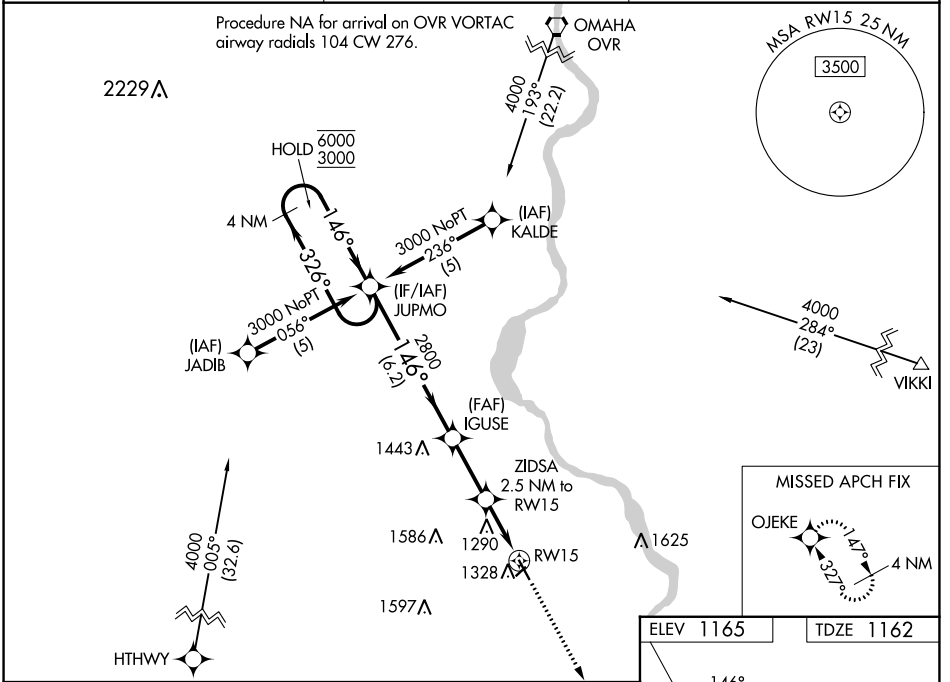 Procedure NA for arrival on OVR VORTAC
airway radials 104 CW 276.
OMAHA
OVR
MSA RW15 25 NM
3500
2229
4000
193°
(22.2)
HOLD 6000
3000
4 NM
146°
326°
3000 NoPT
236°
(5)
(IAF)
KALDE
(IF/IAF)
JUPMO
3000 NoPT
056°
(5)
(IAF)
JADIB
2800
146°
(6.2)
4000
284°
(23)
VIKKI
(FAF)
IGUSE
1443
ZIDSA
2.5 NM to
RW15
1586
1290
1328
RW15
1625
1597
4000
005°
(32.6)
HTHWY
MISSED APCH FIX
OJEKE
147°
327°
4 NM
ELEV 1165
TDZE 1162
146°